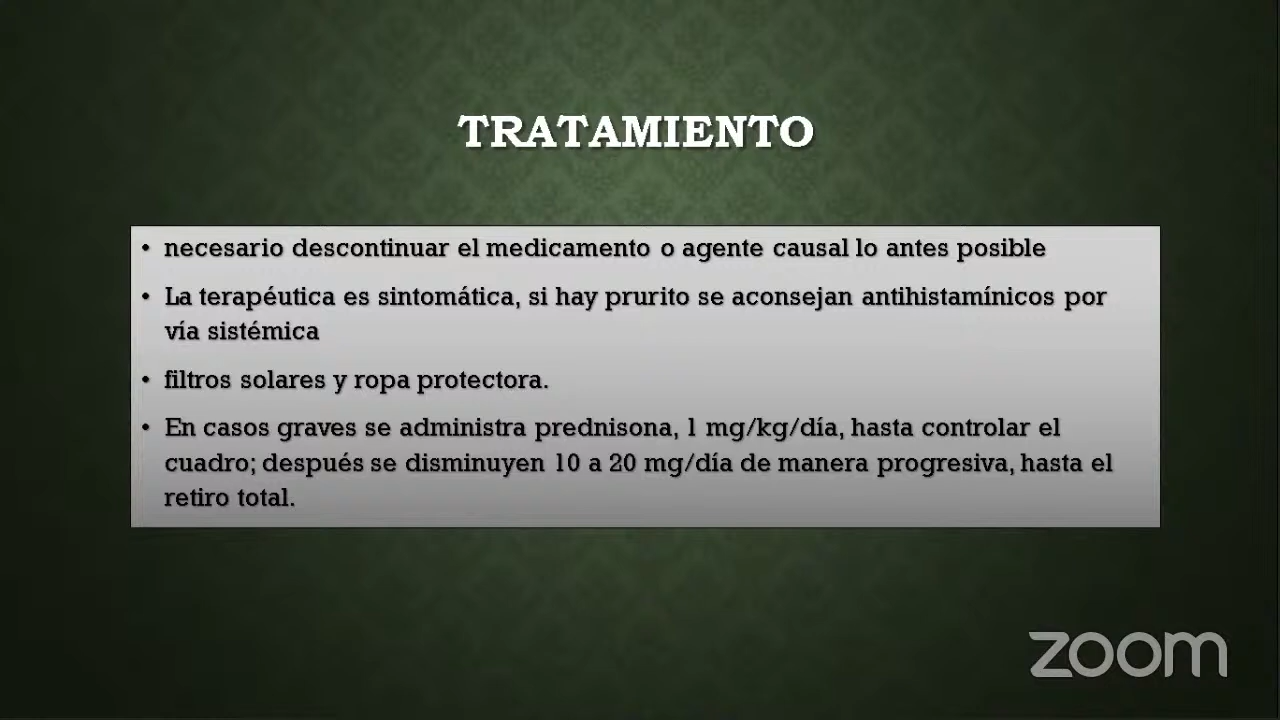 TRATAMIENTO
• necesario descontinuar el medicamento o agente causal lo antes posible
• La terapéutica es sintomática, si hay prurito se aconsejan antihistamínicos por
vía sistémica
• filtros solares y ropa protectora.
• En casos graves se administra prednisona, 1 mg/kg/día, hasta controlar el
cuadro; después se disminuyen 10 a 20 mg/día de manera progresiva, hasta el
retiro total.
zoom